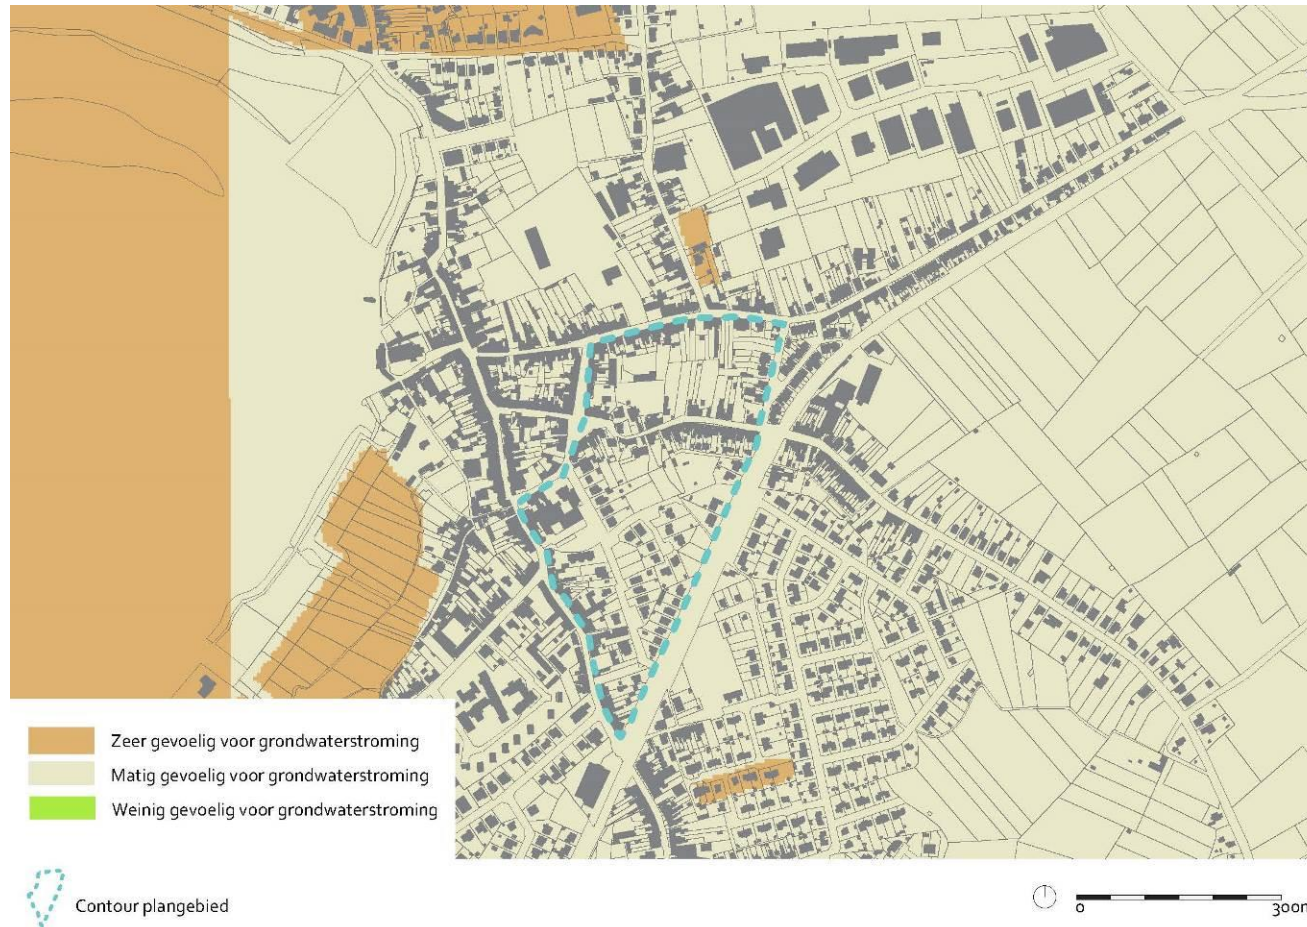 Zeer gevoelig voor grondwaterstroming
Matig gevoelig voor grondwaterstroming
Weinig gevoelig voor grondwaterstroming
Contour plangebied
0 300m